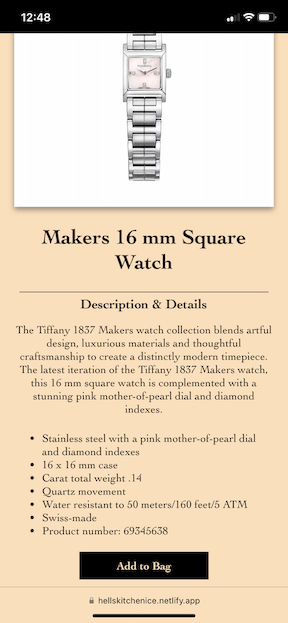 12:48
Makers 16 mm Square
Watch
Description & Details
The Tiffany 1837 Makers watch collection blends artful
design, luxurious materials and thoughtful
craftsmanship to create a distinctly modern timepiece.
The latest iteration of the Tiffany 1837 Makers watch,
this 16 mm square watch is complemented with a
stunning pink mother-of-pearl dial and diamond
indexes.
• Stainless steel with a pink mother-of-pearl dial
and diamond indexes
• 16 x 16 mm case
• Carat total weight .14
• Quartz movement
• Water resistant to 50 meters/160 feet/5 ATM
• Swiss-made
• Product number: 69345638
Add to Bag
hellskitchenice.netlify.app